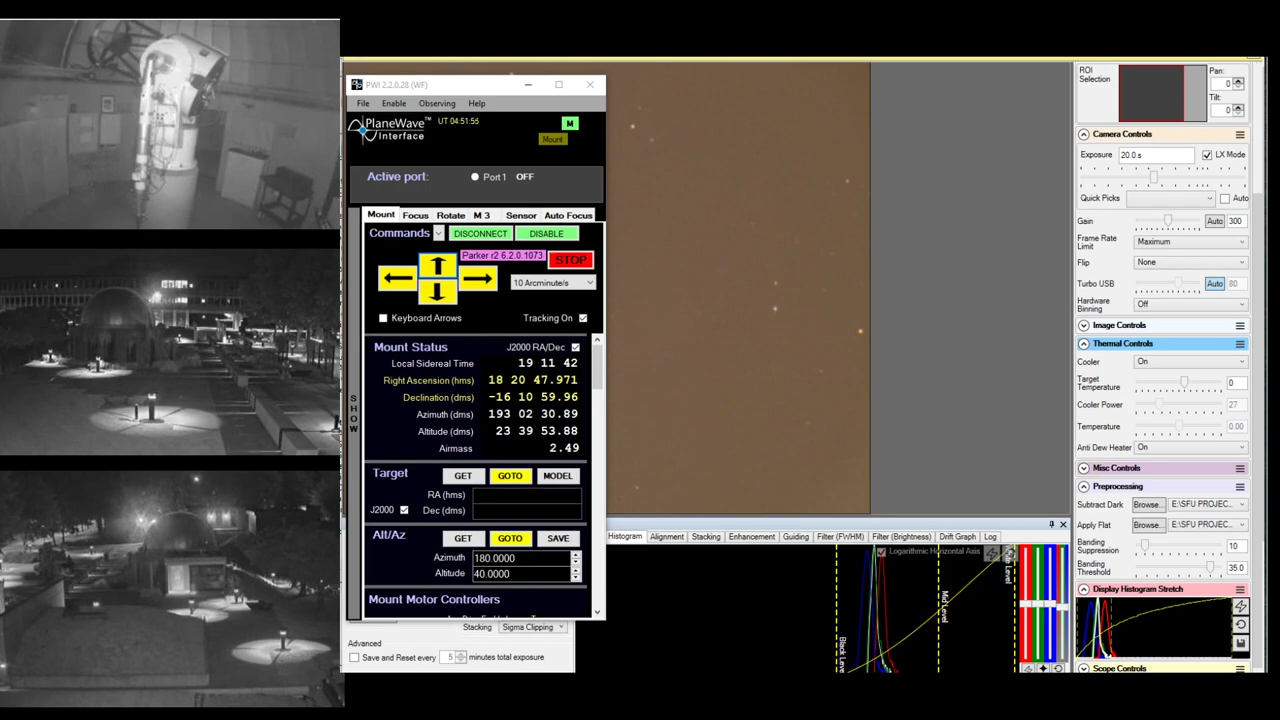 PWI 2.2.0.28 (WF)
File Enable Observing Help
PlaneWave™ Interface
UT 04:51:55
M
Mount
Active port: Port 1 OFF
Mount Focus Rotate M 3 Sensor Auto Focus
Commands DISCONNECT DISABLE
Parker r2 6.2.0.1073 STOP
10 Arcminute/s
Keyboard Arrows Tracking On
SHOW
Mount Status J2000 RA/Dec
Local Sidereal Time 19 11 42
Right Ascension (hms) 18 20 47.971
Declination (dms) -16 10 59.96
Azimuth (dms) 193 02 30.89
Altitude (dms) 23 39 53.88
Airmass 2.49
Target GET GOTO MODEL
RA (hms)
J2000 Dec (dms)
Alt/Az GET GOTO SAVE
Azimuth 180.0000
Altitude 40.0000
Mount Motor Controllers
Stacking Sigma Clipping
Advanced
Save and Reset every 5 minutes total exposure
Histogram Alignment Stacking Enhancement Guiding Filter (FWHM) Filter (Brightness) Drift Graph Log
Logarithmic Horizontal Axis
Black Level
Mid Level
ROI Selection
Pan: 0
Tilt: 0
Camera Controls
Exposure 20.0 s LX Mode
Quick Picks Auto
Gain Auto 300
Frame Rate Limit Maximum
Flip None
Turbo USB Auto 80
Hardware Binning Off
Image Controls
Thermal Controls
Cooler On
Target Temperature 0
Cooler Power 27
Temperature 0.00
Anti Dew Heater On
Misc Controls
Preprocessing
Subtract Dark Browse... E:\SFU PROJEC...
Apply Flat Browse... E:\SFU PROJEC...
Banding Suppression 10
Banding Threshold 35.0
Display Histogram Stretch
Scope Controls